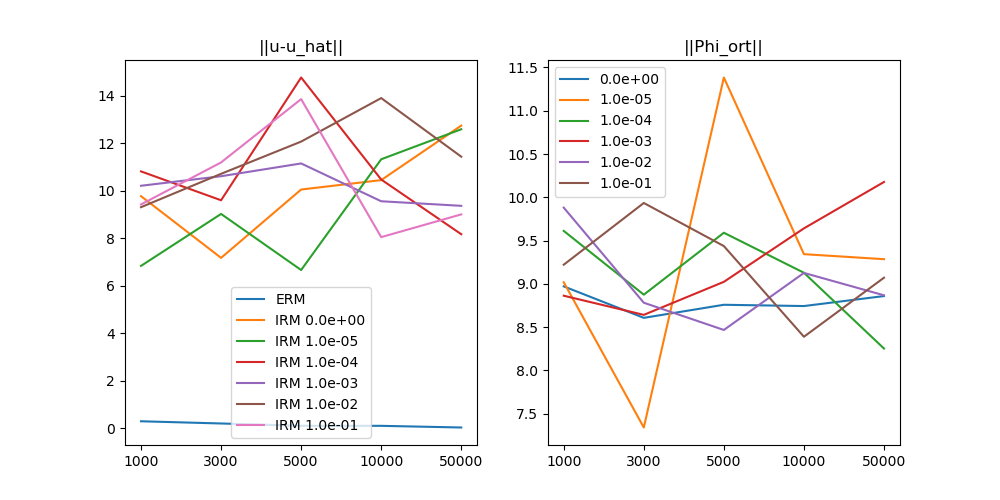 ||u-u_hat||
14
12
10
8
6
4
2
0
ERM
IRM 0.0e+00
IRM 1.0e-05
IRM 1.0e-04
IRM 1.0e-03
IRM 1.0e-02
IRM 1.0e-01
1000 3000 5000 10000 50000
||Phi_ort||
11.5
11.0
10.5
10.0
9.5
9.0
8.5
8.0
7.5
0.0e+00
1.0e-05
1.0e-04
1.0e-03
1.0e-02
1.0e-01
1000 3000 5000 10000 50000